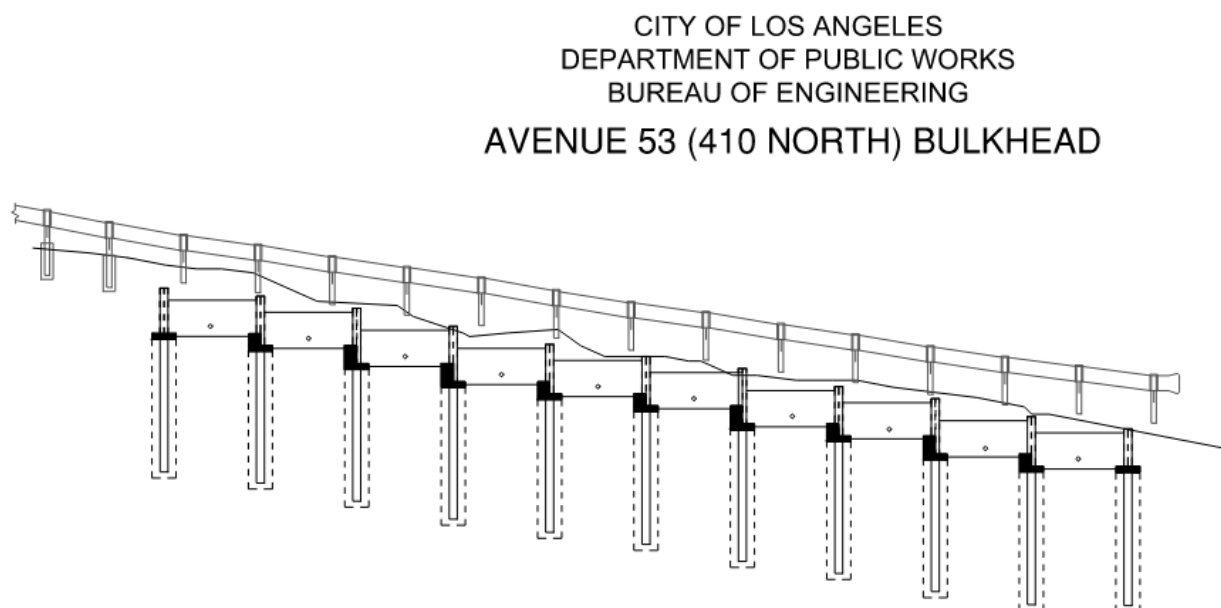 CITY OF LOS ANGELES
DEPARTMENT OF PUBLIC WORKS
BUREAU OF ENGINEERING
AVENUE 53 (410 NORTH) BULKHEAD